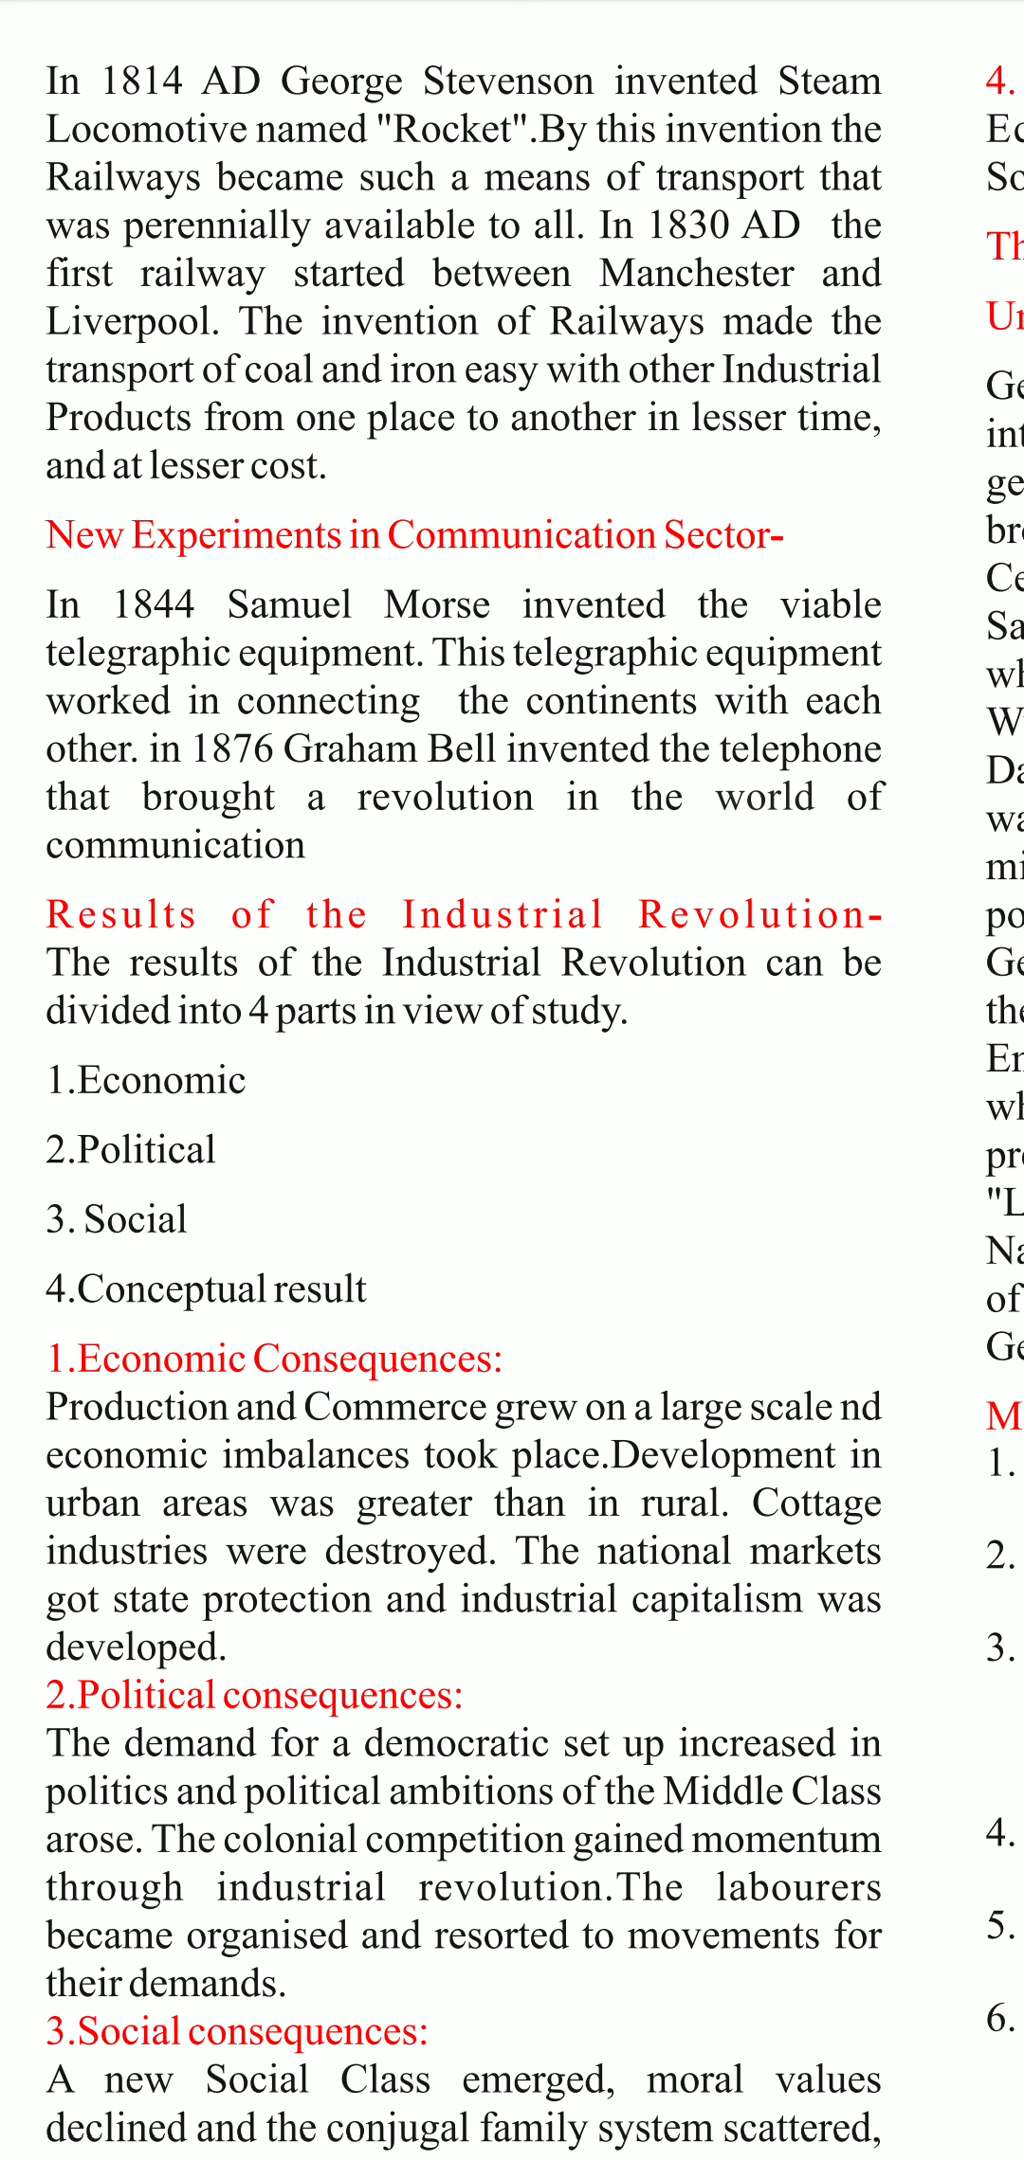 In 1814 AD George Stevenson invented Steam
Locomotive named "Rocket".By this invention the
Railways became such a means of transport that
was perennially available to all. In 1830 AD the
first railway started between Manchester and
Liverpool. The invention of Railways made the
transport of coal and iron easy with other Industrial
Products from one place to another in lesser time,
and at lesser cost.
New Experiments in Communication Sector-
In 1844 Samuel Morse invented the viable
telegraphic equipment. This telegraphic equipment
worked in connecting the continents with each
other. in 1876 Graham Bell invented the telephone
that brought a revolution in the world of
communication
Results of the Industrial Revolution-
The results of the Industrial Revolution can be
divided into 4 parts in view of study.
1.Economic
2.Political
3. Social
4.Conceptual result
1.Economic Consequences:
Production and Commerce grew on a large scale nd
economic imbalances took place.Development in
urban areas was greater than in rural. Cottage
industries were destroyed. The national markets
got state protection and industrial capitalism was
developed.
2.Political consequences:
The demand for a democratic set up increased in
politics and political ambitions of the Middle Class
arose. The colonial competition gained momentum
through industrial revolution.The labourers
became organised and resorted to movements for
their demands.
3.Social consequences:
A new Social Class emerged, moral values
declined and the conjugal family system scattered,
4.
1.
2.
3.
4.
5.
6.